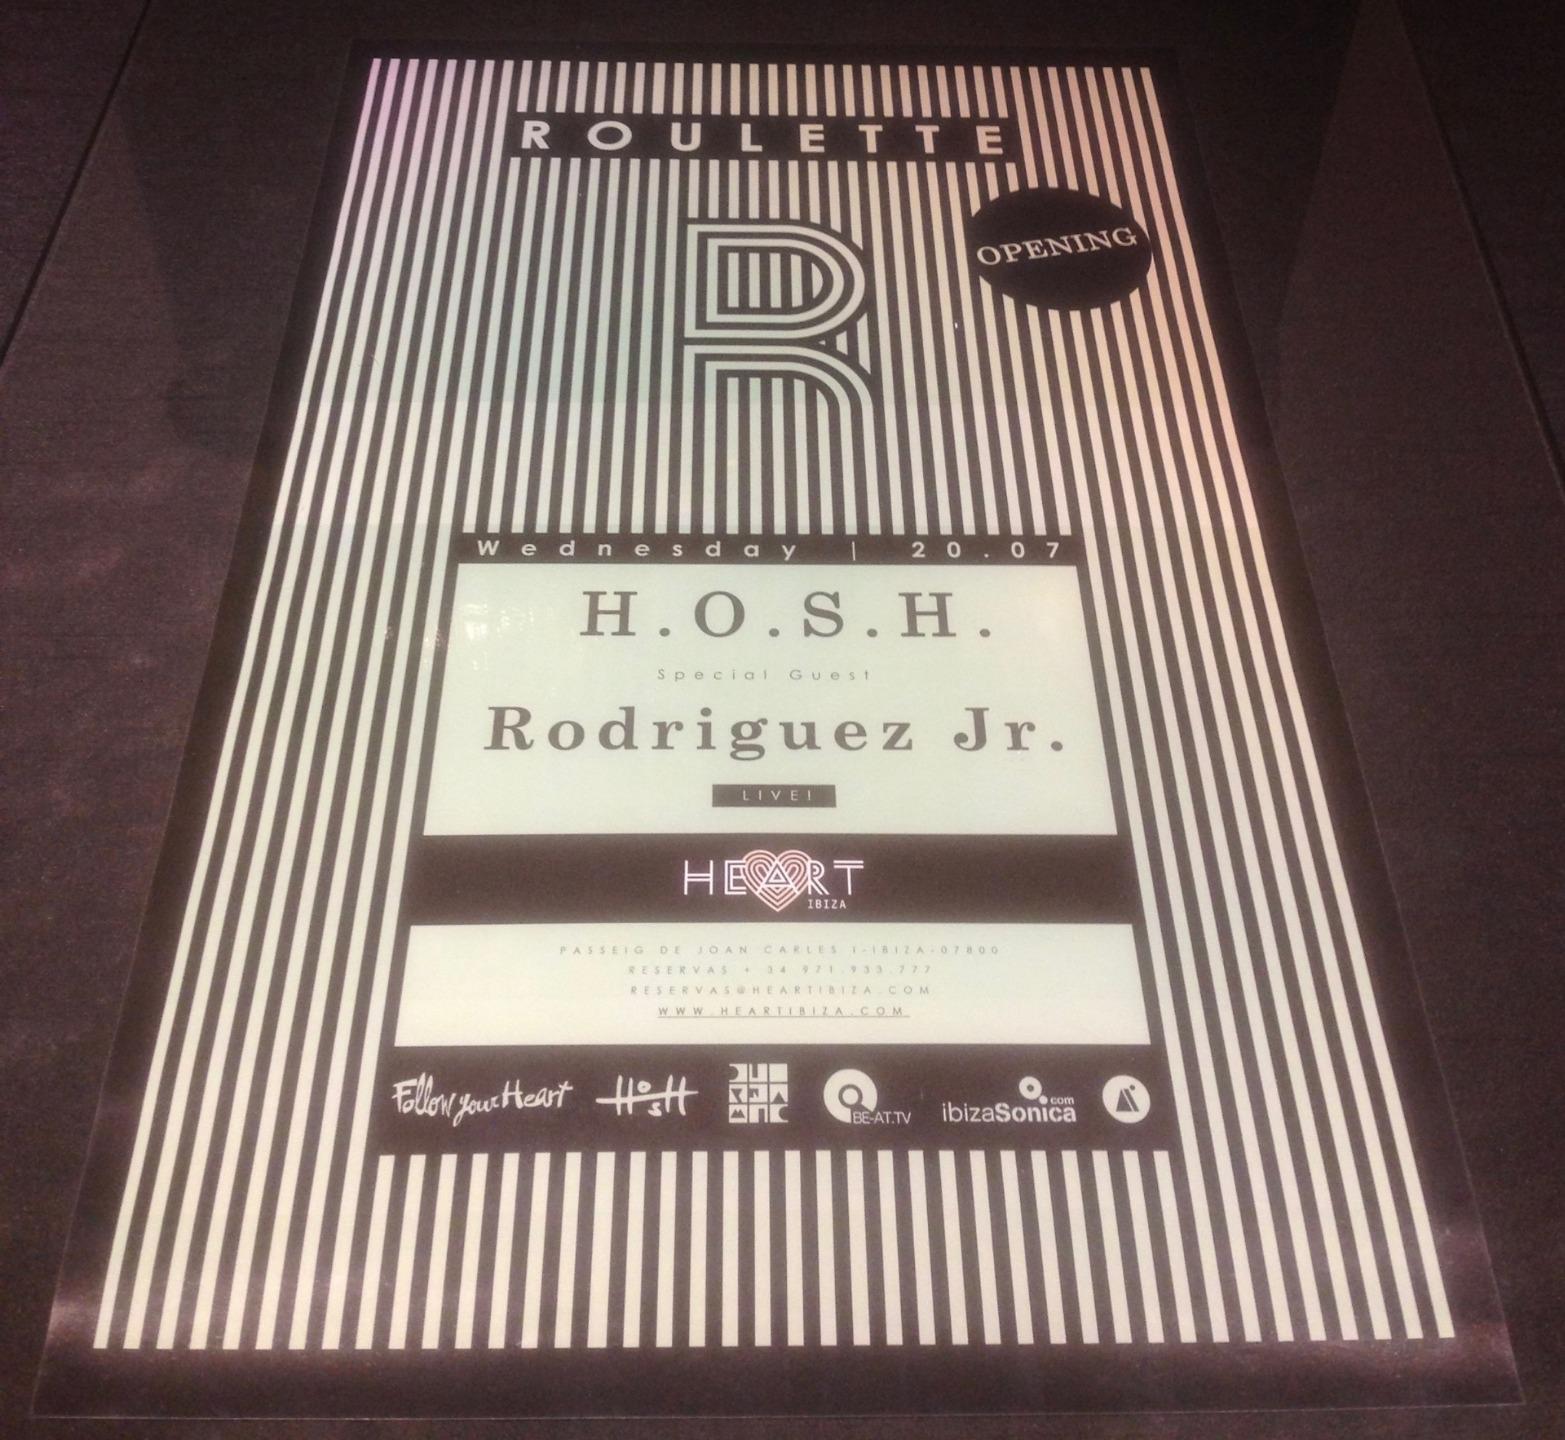 ROULETTE
OPENING
R
Wednesday | 20.07
H.O.S.H.
Special Guest
Rodriguez Jr.
LIVE!
HEART
IBIZA
PASSEIG DE JOAN CARLES I-IBIZA-07800
RESERVAS + 34 971.933.777
RESERVAS@HEARTIBIZA.COM
WWW.HEARTIBIZA.COM
Follow your Heart
HOSH
BE-AT.TV
ibizaSonica.com